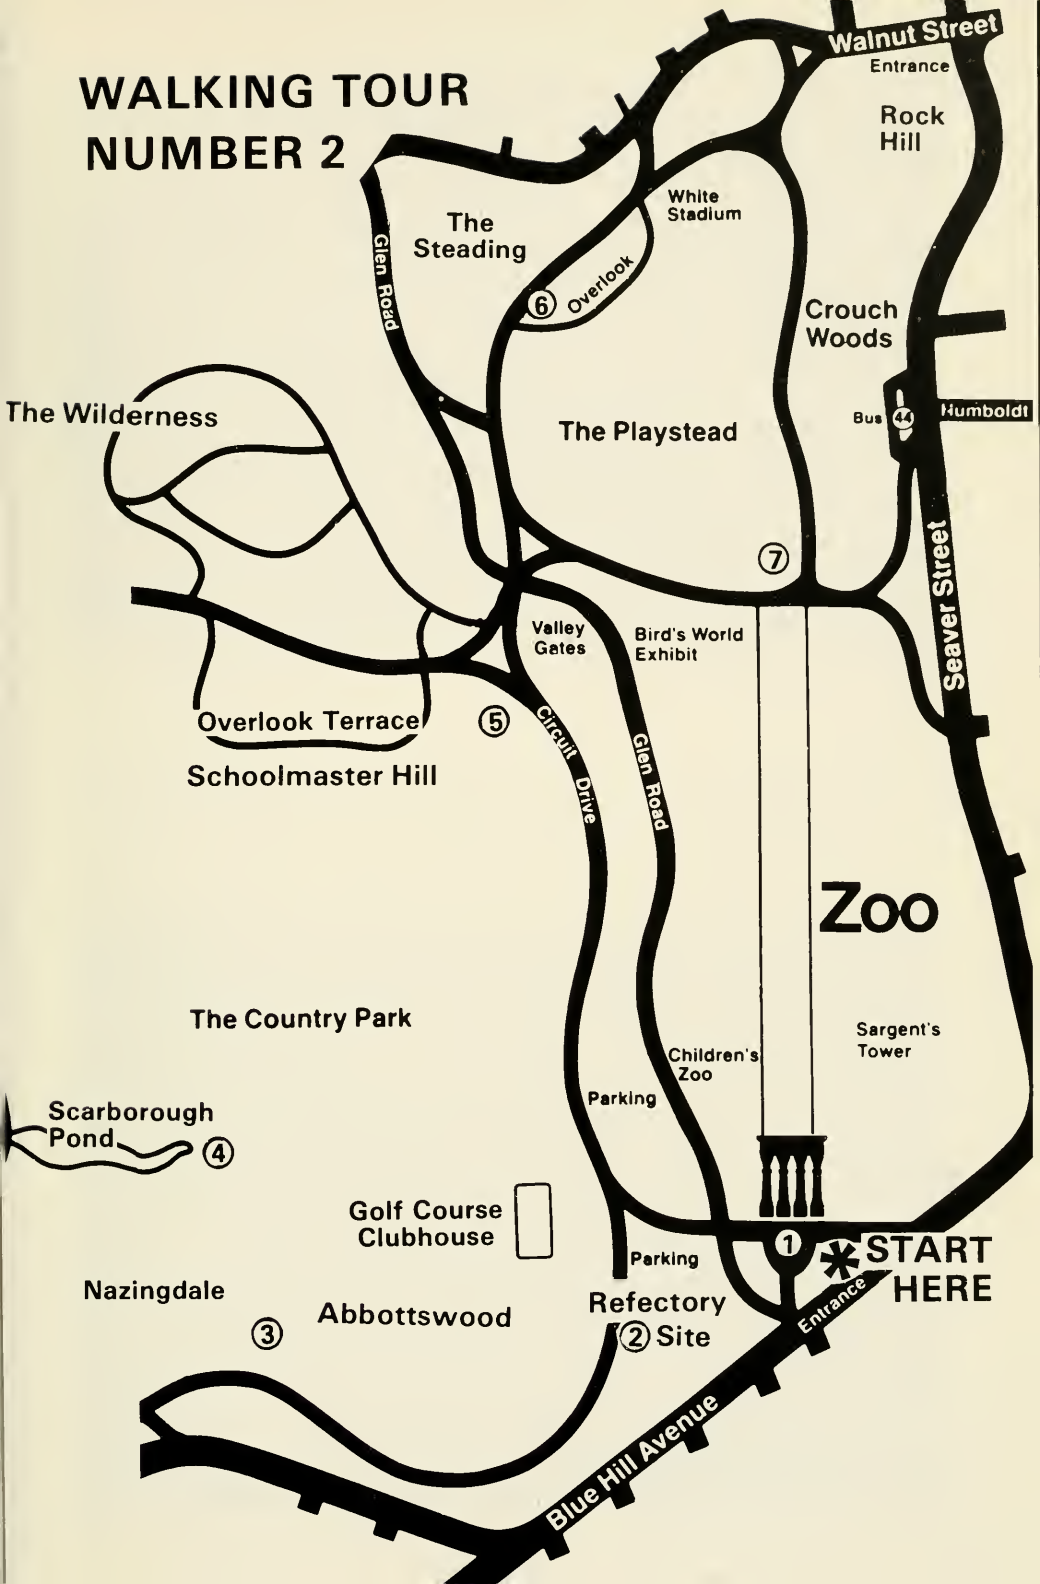 WALKING TOUR
NUMBER 2
Walnut Street
Entrance
Rock
Hill
White
Stadium
The
Steading
Glen Road
6
Overlook
Crouch
Woods
The Wilderness
Bus 44
Humboldt
The Playstead
7
Seaver Street
Valley
Gates
Bird's World
Exhibit
Overlook Terrace
5
Circuit Drive
Glen Road
Schoolmaster Hill
Zoo
The Country Park
Sargent's
Tower
Children's
Zoo
Parking
Scarborough
Pond
4
Golf Course
Clubhouse
1
START
HERE
Parking
Entrance
Nazingdale
Abbottswood
Refectory
2 Site
3
Blue Hill Avenue